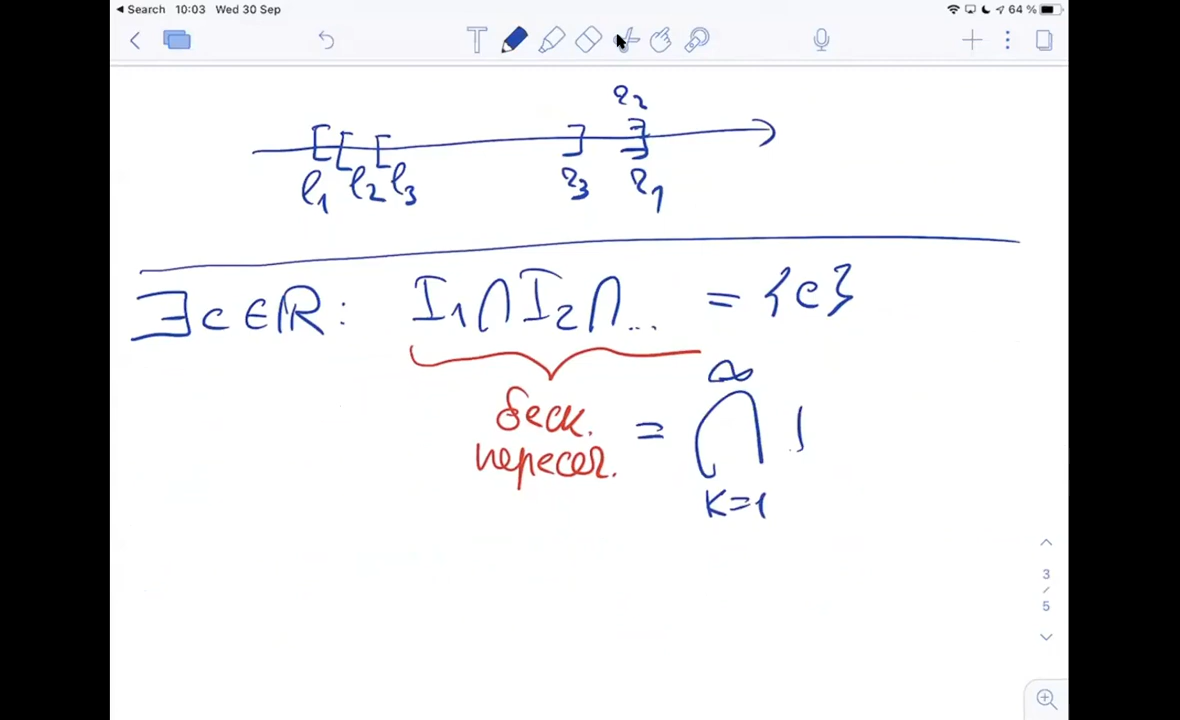 Search 10:03 Wed 30 Sep 64 %
T
r₂
l₁ l₂ l₃ r₃ r₁
∃c∈ℝ: I₁∩I₂∩... = {c}
беск. = ∞ ⋂ k=1 I
пересеч.
3
/
5